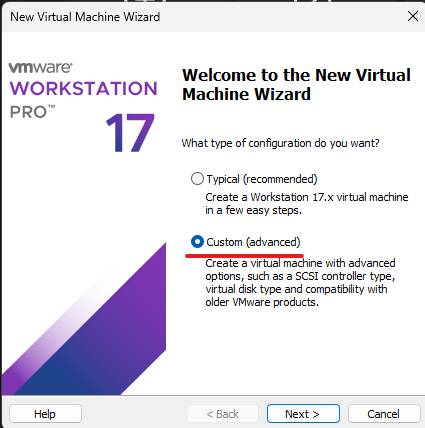 New Virtual Machine Wizard
vmware®
WORKSTATION
PRO™
17
Welcome to the New Virtual
Machine Wizard
What type of configuration do you want?
Typical (recommended)
Create a Workstation 17.x virtual machine
in a few easy steps.
Custom (advanced)
Create a virtual machine with advanced
options, such as a SCSI controller type,
virtual disk type and compatibility with
older VMware products.
Help
< Back
Next >
Cancel